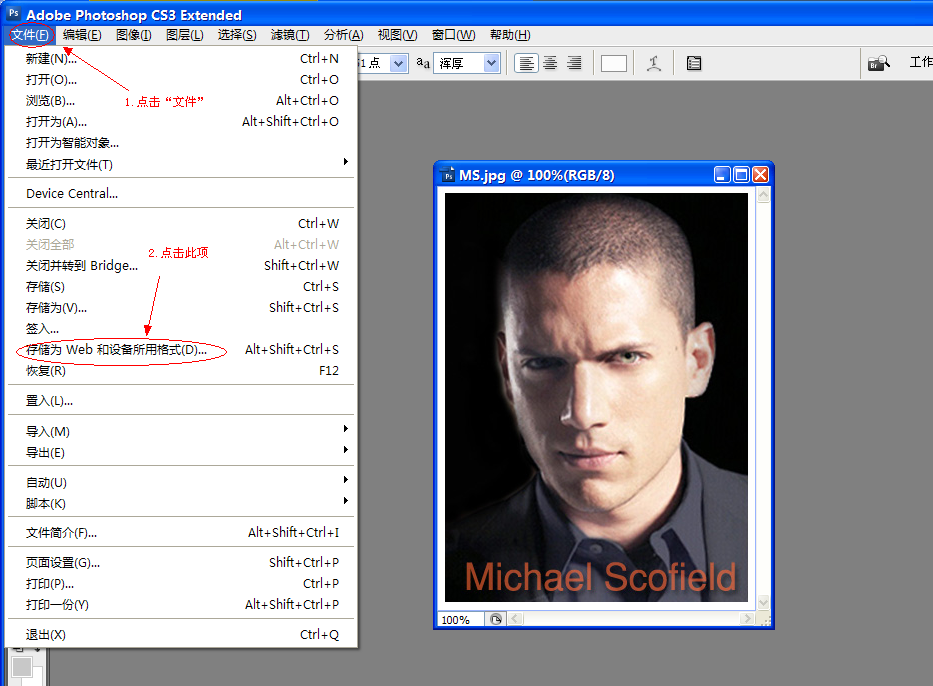 Ps Adobe Photoshop CS3 Extended
文件(F) 编辑(E) 图像(I) 图层(L) 选择(S) 滤镜(T) 分析(A) 视图(V) 窗口(W) 帮助(H)
新建(N)... Ctrl+N
点 aa 浑厚 Br 工作
打开(O)... Ctrl+O
浏览(B)... Alt+Ctrl+O
1. 点击“文件”
打开为(A)... Alt+Shift+Ctrl+O
打开为智能对象...
最近打开文件(T)
Device Central...
关闭(C) Ctrl+W
关闭全部 Alt+Ctrl+W
2. 点击此项
关闭并转到 Bridge... Shift+Ctrl+W
存储(S) Ctrl+S
存储为(V)... Shift+Ctrl+S
签入...
存储为 Web 和设备所用格式(D)... Alt+Shift+Ctrl+S
恢复(R) F12
置入(L)...
导入(M)
导出(E)
自动(U)
脚本(K)
文件简介(F)... Alt+Shift+Ctrl+I
页面设置(G)... Shift+Ctrl+P
打印(P)... Ctrl+P
打印一份(Y) Alt+Shift+Ctrl+P
退出(X) Ctrl+Q
Ps MS.jpg @ 100%(RGB/8)
Michael Scofield
100%